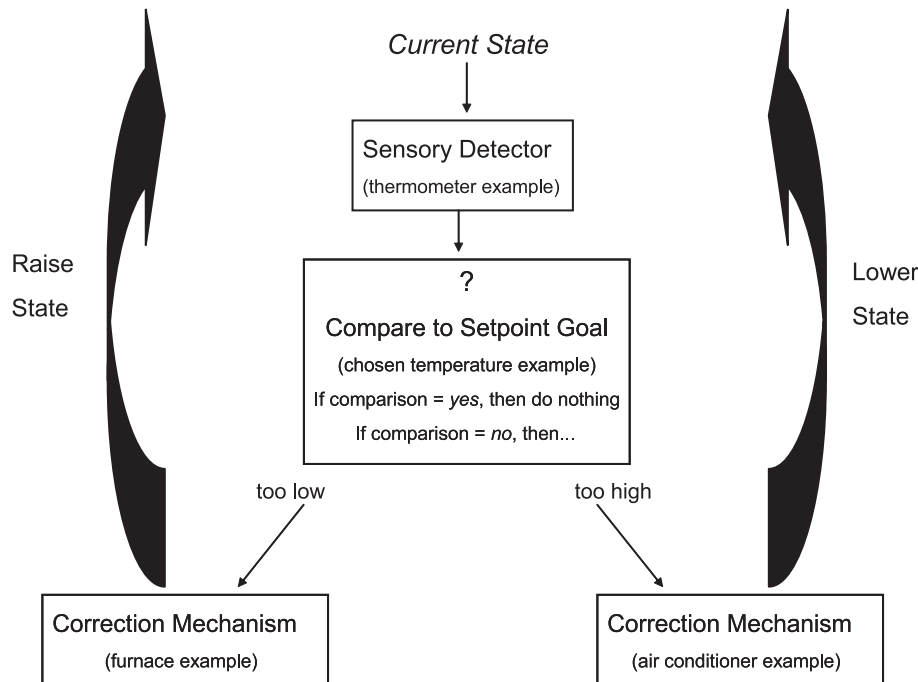 Current State
Sensory Detector
(thermometer example)
Raise
State
Lower
State
?
Compare to Setpoint Goal
(chosen temperature example)
If comparison = yes, then do nothing
If comparison = no, then...
too low
too high
Correction Mechanism
(furnace example)
Correction Mechanism
(air conditioner example)